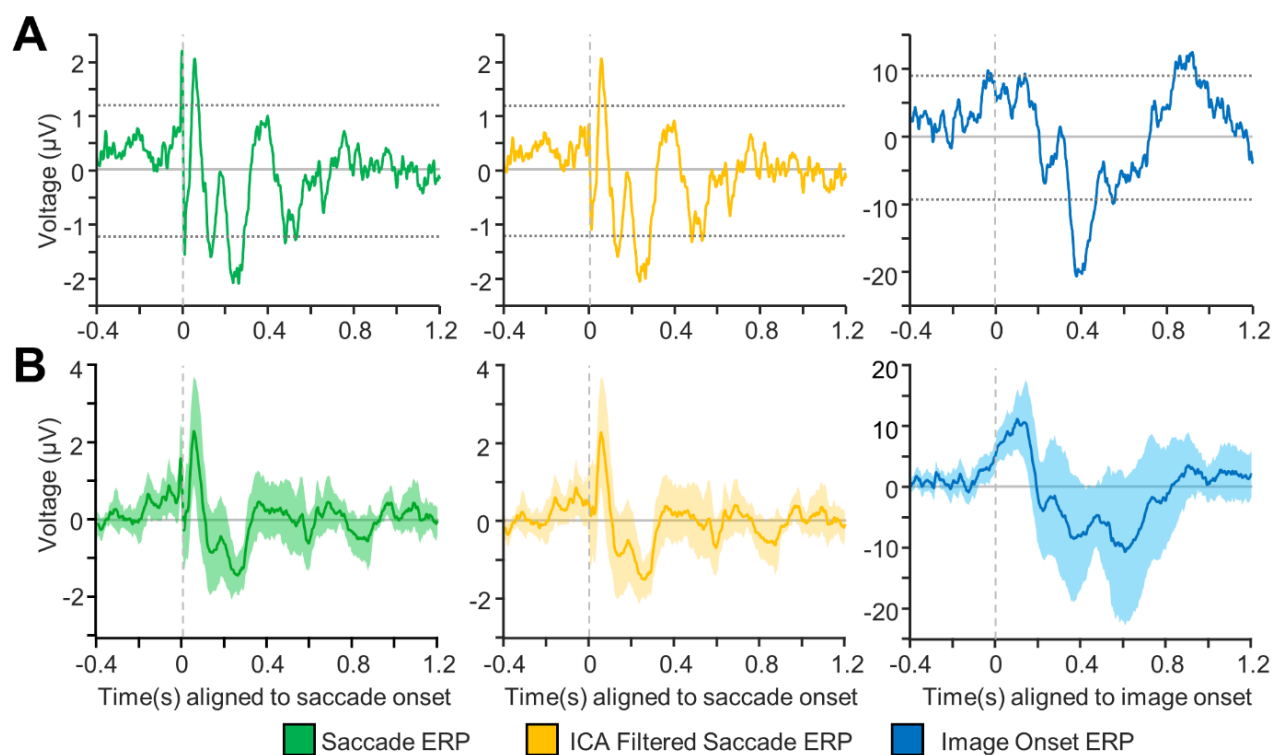 A
Voltage (µV)
2
1
0
-1
-2
-0.4 0 0.4 0.8 1.2
2
1
0
-1
-2
-0.4 0 0.4 0.8 1.2
10
0
-10
-20
-0.4 0 0.4 0.8 1.2
B
Voltage (µV)
4
2
0
-2
-0.4 0 0.4 0.8 1.2
Time(s) aligned to saccade onset
4
2
0
-2
-0.4 0 0.4 0.8 1.2
Time(s) aligned to saccade onset
20
10
0
-10
-20
-0.4 0 0.4 0.8 1.2
Time(s) aligned to image onset
Saccade ERP ICA Filtered Saccade ERP Image Onset ERP